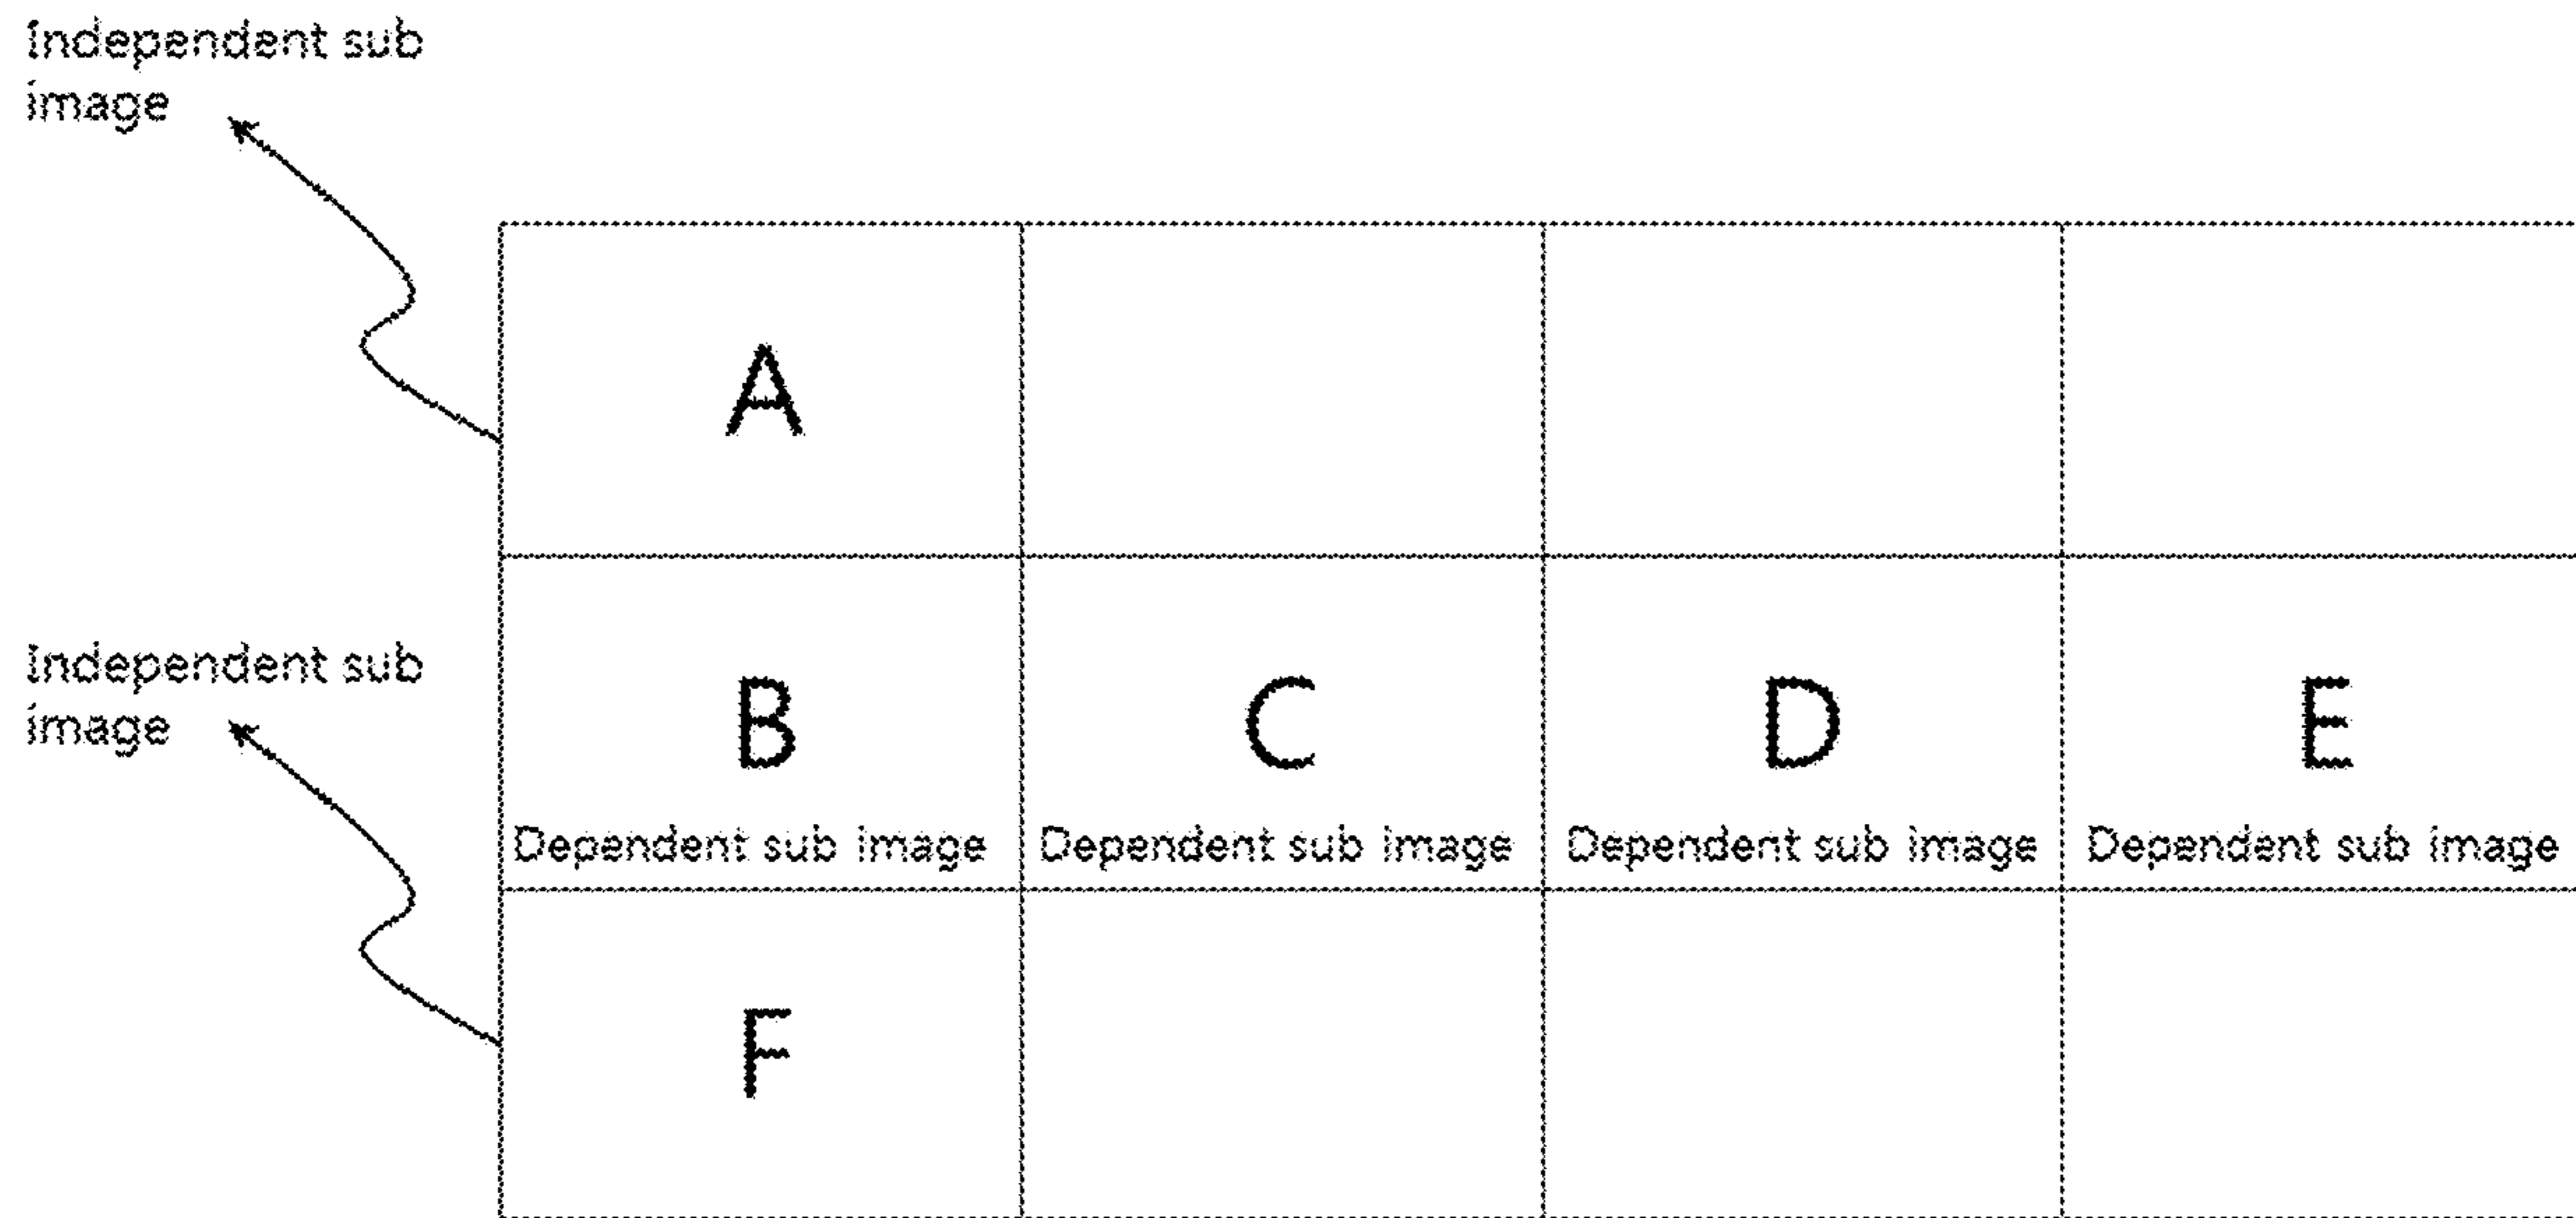 Independent sub
image
A
Independent sub
image
B C D E
Dependent sub image Dependent sub image Dependent sub image Dependent sub image
F